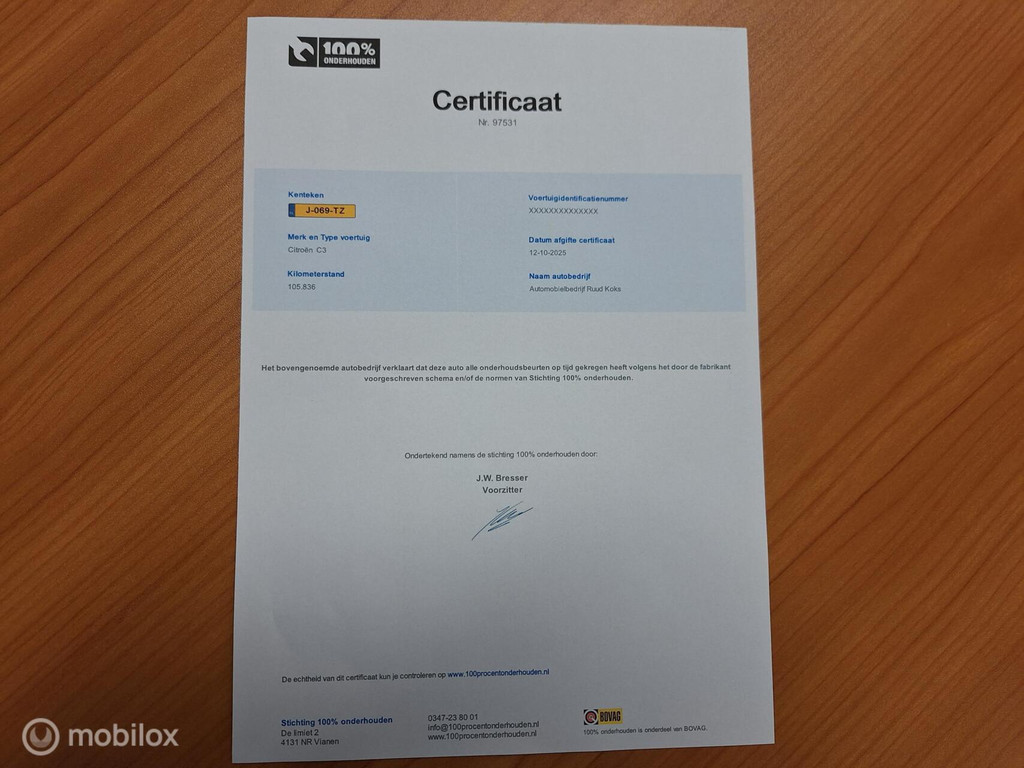 100%
ONDERHOUDEN
Certificaat
Nr. 97531
Kenteken
J-069-TZ
Merk en Type voertuig
Citroën C3
Kilometerstand
105.836
Voertuigidentificatienummer
XXXXXXXXXXXXXX
Datum afgifte certificaat
12-10-2025
Naam autobedrijf
Automobielbedrijf Ruud Koks
Het bovengenoemde autobedrijf verklaart dat deze auto alle onderhoudsbeurten op tijd gekregen heeft volgens het door de fabrikant
voorgeschreven schema en/of de normen van Stichting 100% onderhouden.
Ondertekend namens de stichting 100% onderhouden door:
J.W. Bresser
Voorzitter
De echtheid van dit certificaat kun je controleren op www.100procentonderhouden.nl
Stichting 100% onderhouden
De limiet 2
4131 NR Vianen
0347-23 80 01
info@100procentonderhouden.nl
www.100procentonderhouden.nl
BOVAG
100% onderhouden is onderdeel van BOVAG.
mobilox